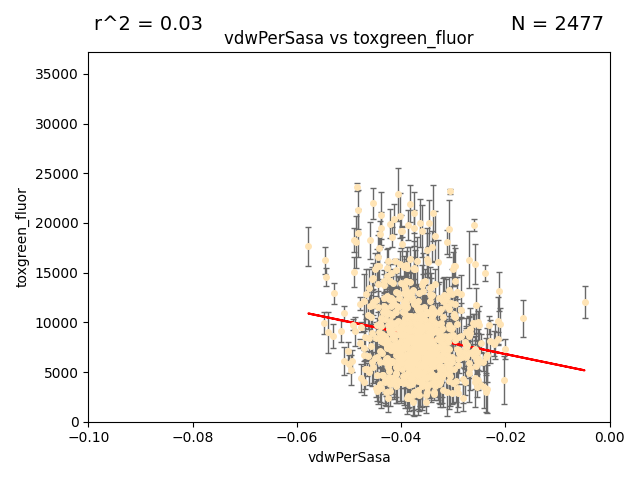 r^2 = 0.03
N = 2477
vdwPerSasa vs toxgreen_fluor
35000
30000
25000
20000
15000
10000
5000
0
toxgreen_fluor
−0.10
−0.08
−0.06
−0.04
−0.02
0.00
vdwPerSasa